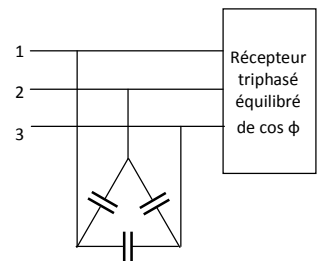 1
2
3
Récepteur
triphasé
équilibré
de cos ϕ